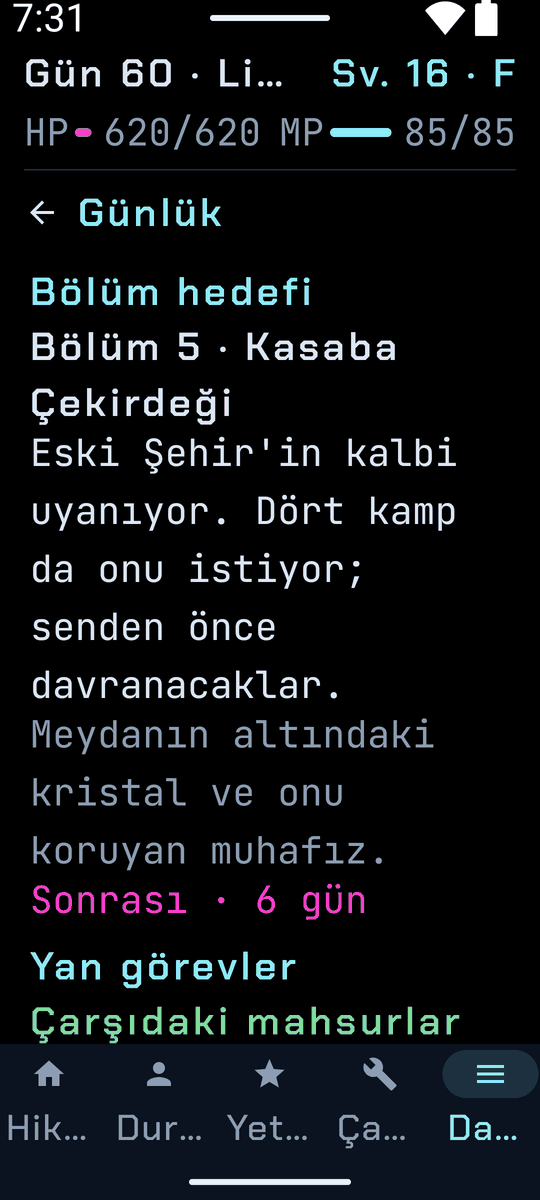 7:31
Gün 60 · Li… Sv. 16 · F
HP 620/620 MP 85/85
Günlük
Bölüm hedefi
Bölüm 5 · Kasaba
Çekirdeği
Eski Şehir'in kalbi
uyanıyor. Dört kamp
da onu istiyor;
senden önce
davranacaklar.
Meydanın altındaki
kristal ve onu
koruyan muhafız.
Sonrası · 6 gün
Yan görevler
Çarşıdaki mahsurlar
Hik… Dur… Yet… Ça… Da…